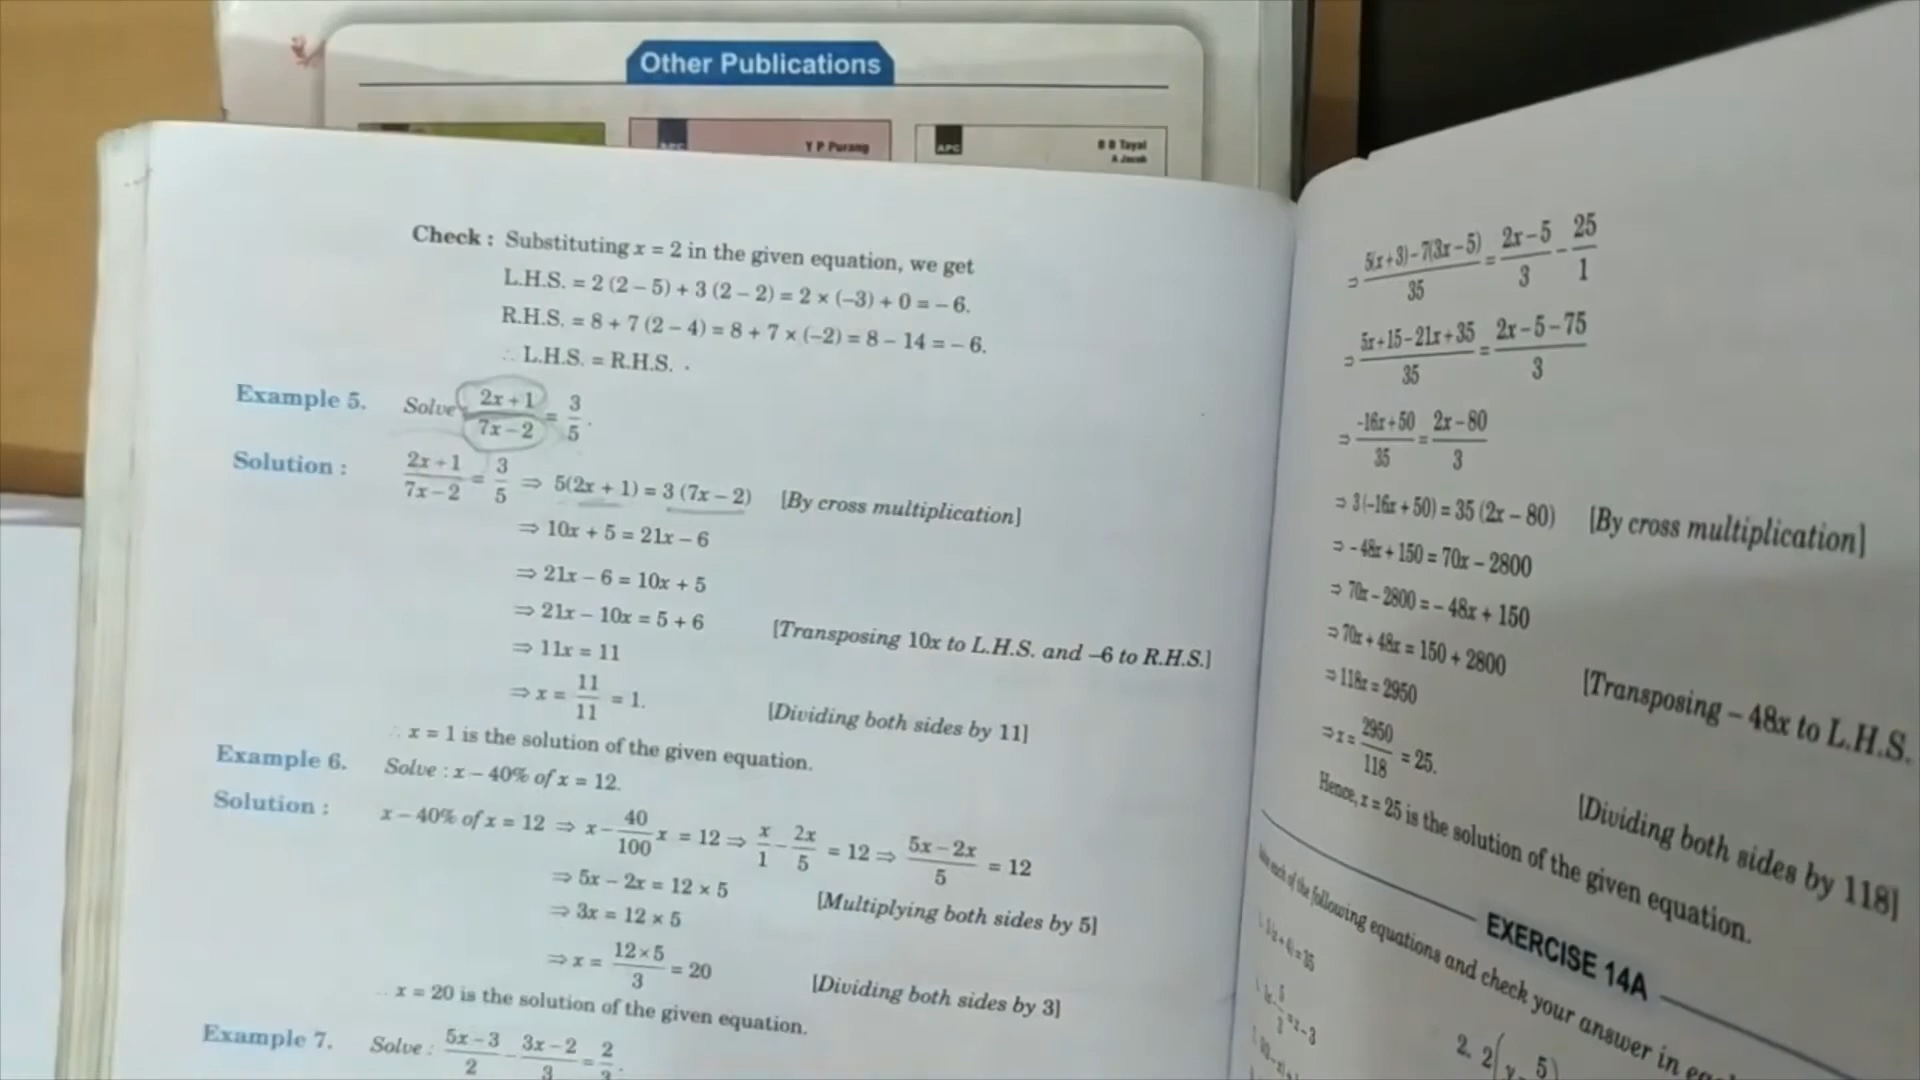 Other Publications
Y P Purang
APC
B B Tayal
A Jacob
Check : Substituting x = 2 in the given equation, we get
L.H.S. = 2 (2 – 5) + 3 (2 – 2) = 2 × (–3) + 0 = – 6.
R.H.S. = 8 + 7 (2 – 4) = 8 + 7 × (–2) = 8 – 14 = – 6.
∴ L.H.S. = R.H.S.
Example 5. Solve (2x + 1)/(7x – 2) = 3/5.
Solution : (2x + 1)/(7x – 2) = 3/5 ⇒ 5(2x + 1) = 3 (7x – 2) [By cross multiplication]
⇒ 10x + 5 = 21x – 6
⇒ 21x – 6 = 10x + 5
⇒ 21x – 10x = 5 + 6 [Transposing 10x to L.H.S. and –6 to R.H.S.]
⇒ 11x = 11
⇒ x = 11/11 = 1. [Dividing both sides by 11]
∴ x = 1 is the solution of the given equation.
Example 6. Solve : x – 40% of x = 12.
Solution : x – 40% of x = 12 ⇒ x – 40/100 x = 12 ⇒ x/1 – 2x/5 = 12 ⇒ (5x – 2x)/5 = 12
⇒ 5x – 2x = 12 × 5 [Multiplying both sides by 5]
⇒ 3x = 12 × 5
⇒ x = (12 × 5)/3 = 20 [Dividing both sides by 3]
∴ x = 20 is the solution of the given equation.
Example 7. Solve : (5x – 3)/2 – (3x – 2)/3 = 2/3.
⇒ (5(x + 3) – 7(3x – 5))/35 = (2x – 5)/3 – 25/1
⇒ (5x + 15 – 21x + 35)/35 = (2x – 5 – 75)/3
⇒ (–16x + 50)/35 = (2x – 80)/3
⇒ 3(–16x + 50) = 35 (2x – 80) [By cross multiplication]
⇒ – 48x + 150 = 70x – 2800
⇒ 70x – 2800 = – 48x + 150
⇒ 70x + 48x = 150 + 2800 [Transposing – 48x to L.H.S.
⇒ 118x = 2950
⇒ x = 2950/118 = 25. [Dividing both sides by 118]
Hence, x = 25 is the solution of the given equation.
EXERCISE 14A
each of the following equations and check your answer in
= 35
= x – 3
2. 2(y – 5